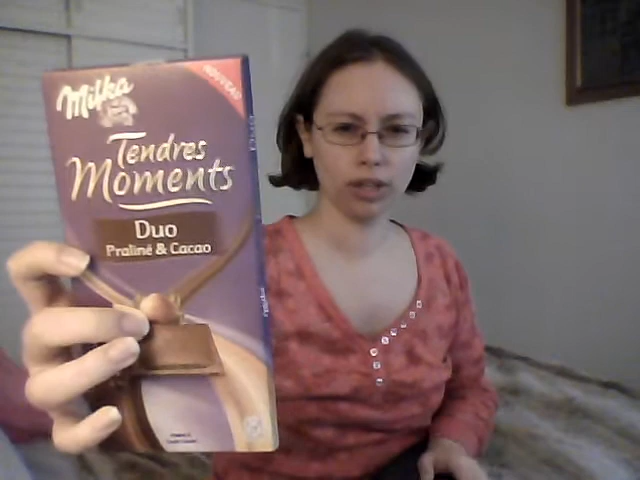 Milka
NOUVEAU
Tendres
Moments
Duo
Praliné & Cacao